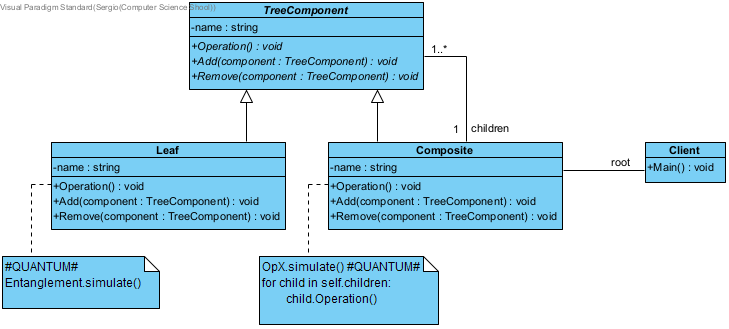 Visual Paradigm Standard(Sergio(Computer Science Shool))
TreeComponent
-name : string
+Operation() : void
+Add(component : TreeComponent) : void
+Remove(component : TreeComponent) : void
1..*
1
children
Leaf
-name : string
+Operation() : void
+Add(component : TreeComponent) : void
+Remove(component : TreeComponent) : void
Composite
-name : string
+Operation() : void
+Add(component : TreeComponent) : void
+Remove(component : TreeComponent) : void
root
Client
+Main() : void
#QUANTUM#
Entanglement.simulate()
OpX.simulate() #QUANTUM#
for child in self.children:
child.Operation()